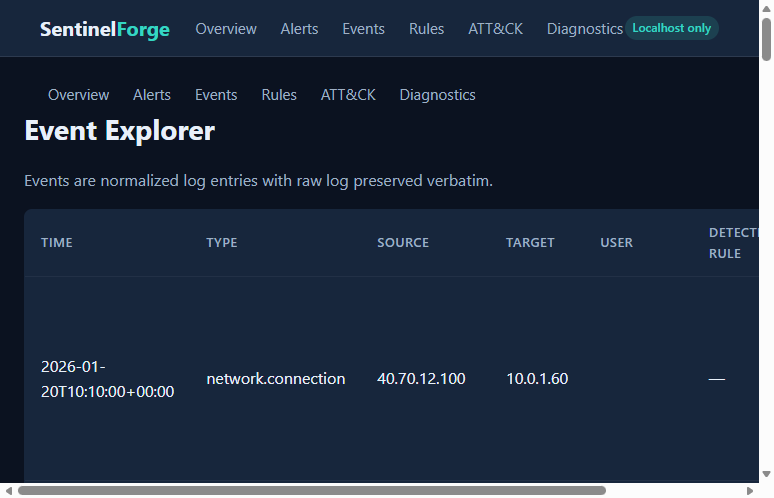 SentinelForge Overview Alerts Events Rules ATT&CK Diagnostics Localhost only
Overview Alerts Events Rules ATT&CK Diagnostics
Event Explorer
Events are normalized log entries with raw log preserved verbatim.
TIME TYPE SOURCE TARGET USER DETECTI
RULE
2026-01-
20T10:10:00+00:00 network.connection 40.70.12.100 10.0.1.60 —